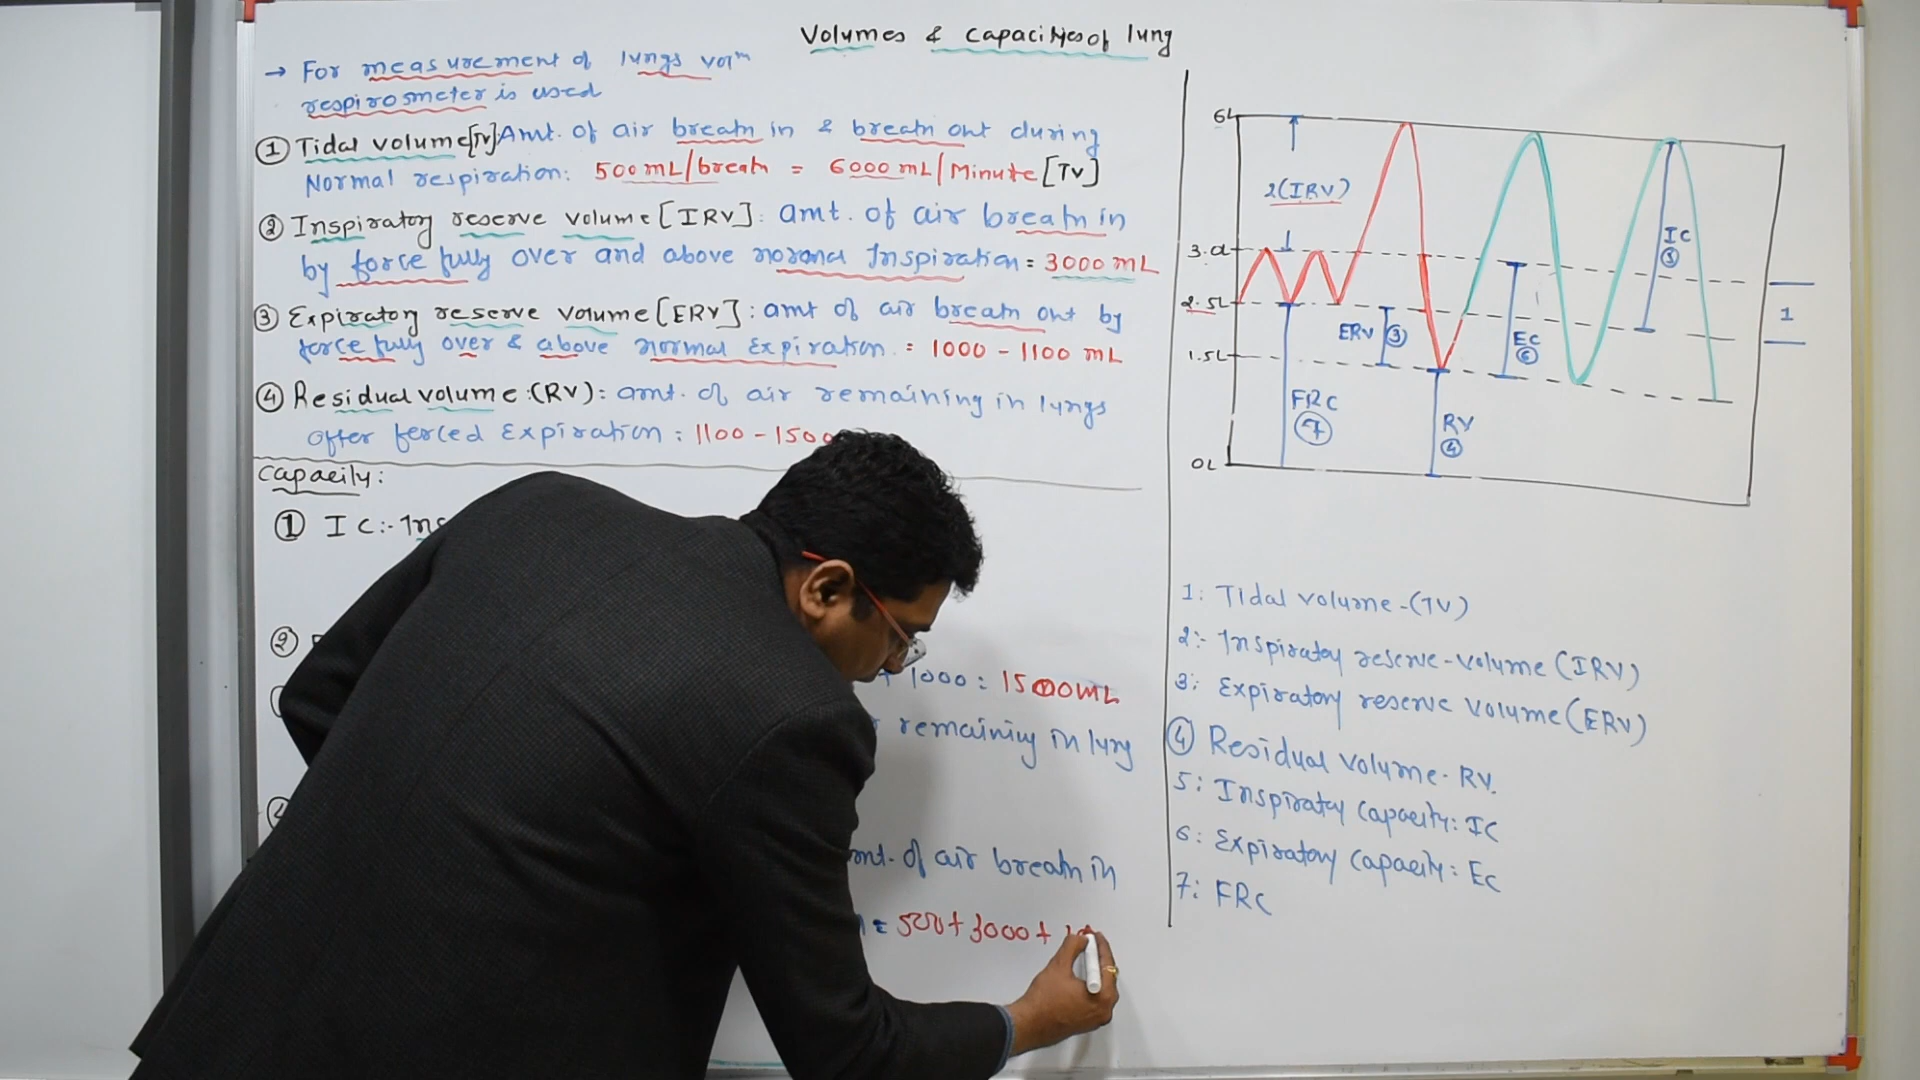 Volumes & capacities of lung
→ For measurement of lungs volm
respirosmeter is used
① Tidal volume[TV]: Amt. of air breath in & breath out during
Normal respiration: 500 mL/breath = 6000 mL/Minute [TV]
② Inspiratory reserve volume [IRV]: amt. of air breath in
by forcefully over and above normal Inspiration = 3000 mL
③ Expiratory reserve volume [ERV]: amt of air breath out by
forcefully over & above normal Expiration = 1000 - 1100 mL
④ Residual volume:(RV): amt. of air remaining in lungs
after forced Expiration: 1100 - 1500
Capacity:
① IC:- Ins
②
+ 1000 = 1500 mL
remaining in lung
amt. of air breath in
= 500 + 3000 +
6L
2(IRV)
3.0L
2.5L
1.5L
0L
ERV ③
FRC
⑦
RV
④
EC
⑥
IC
⑤
1
1: Tidal volume -(TV)
2:- Inspiratory reserve-volume (IRV)
3: Expiratory reserve volume (ERV)
④ Residual volume- RV.
5: Inspiratory Capacity: IC
6: Expiratory Capacity: EC
7: FRC